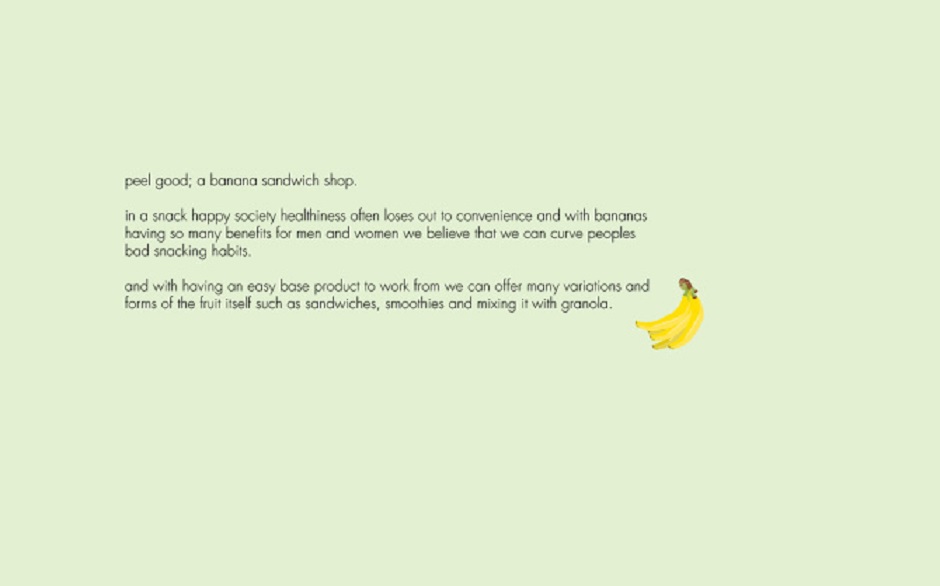 peel good; a banana sandwich shop.
in a snack happy society healthiness often loses out to convenience and with bananas
having so many benefits for men and women we believe that we can curve peoples
bad snacking habits.
and with having an easy base product to work from we can offer many variations and
forms of the fruit itself such as sandwiches, smoothies and mixing it with granola.